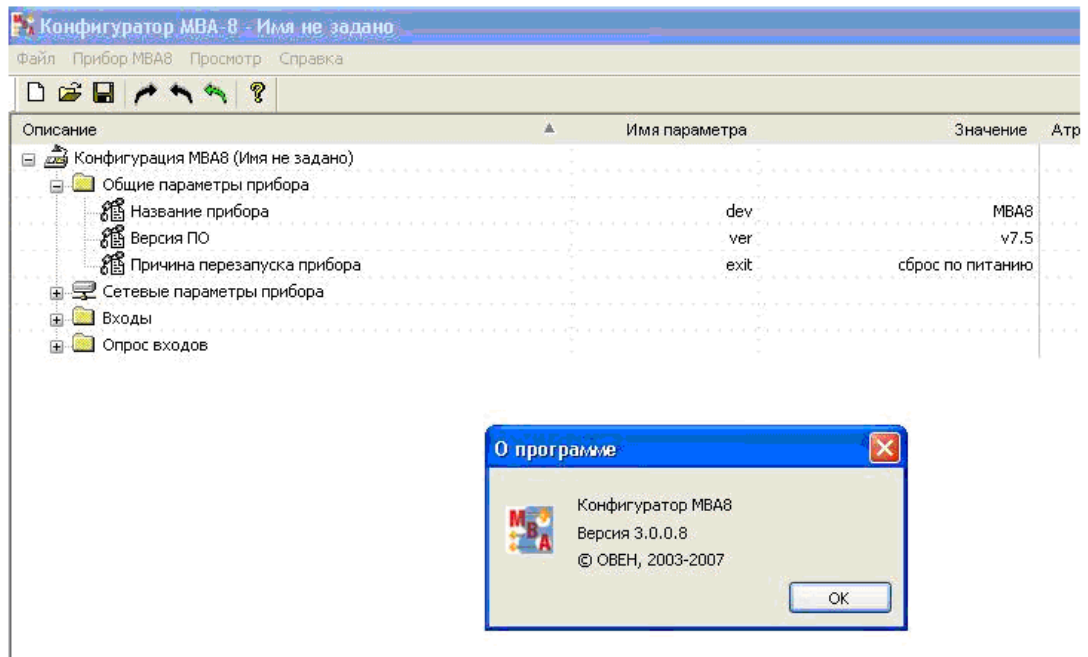 Конфигуратор МВА-8 - Имя не задано
Файл Прибор МВА8 Просмотр Справка
Описание Имя параметра Значение Атр
Конфигурация МВА8 (Имя не задано)
Общие параметры прибора
Название прибора dev МВА8
Версия ПО ver v7.5
Причина перезапуска прибора exit сброс по питанию
Сетевые параметры прибора
Входы
Опрос входов
О программе
МВА
Конфигуратор МВА8
Версия 3.0.0.8
© ОВЕН, 2003-2007
ОК